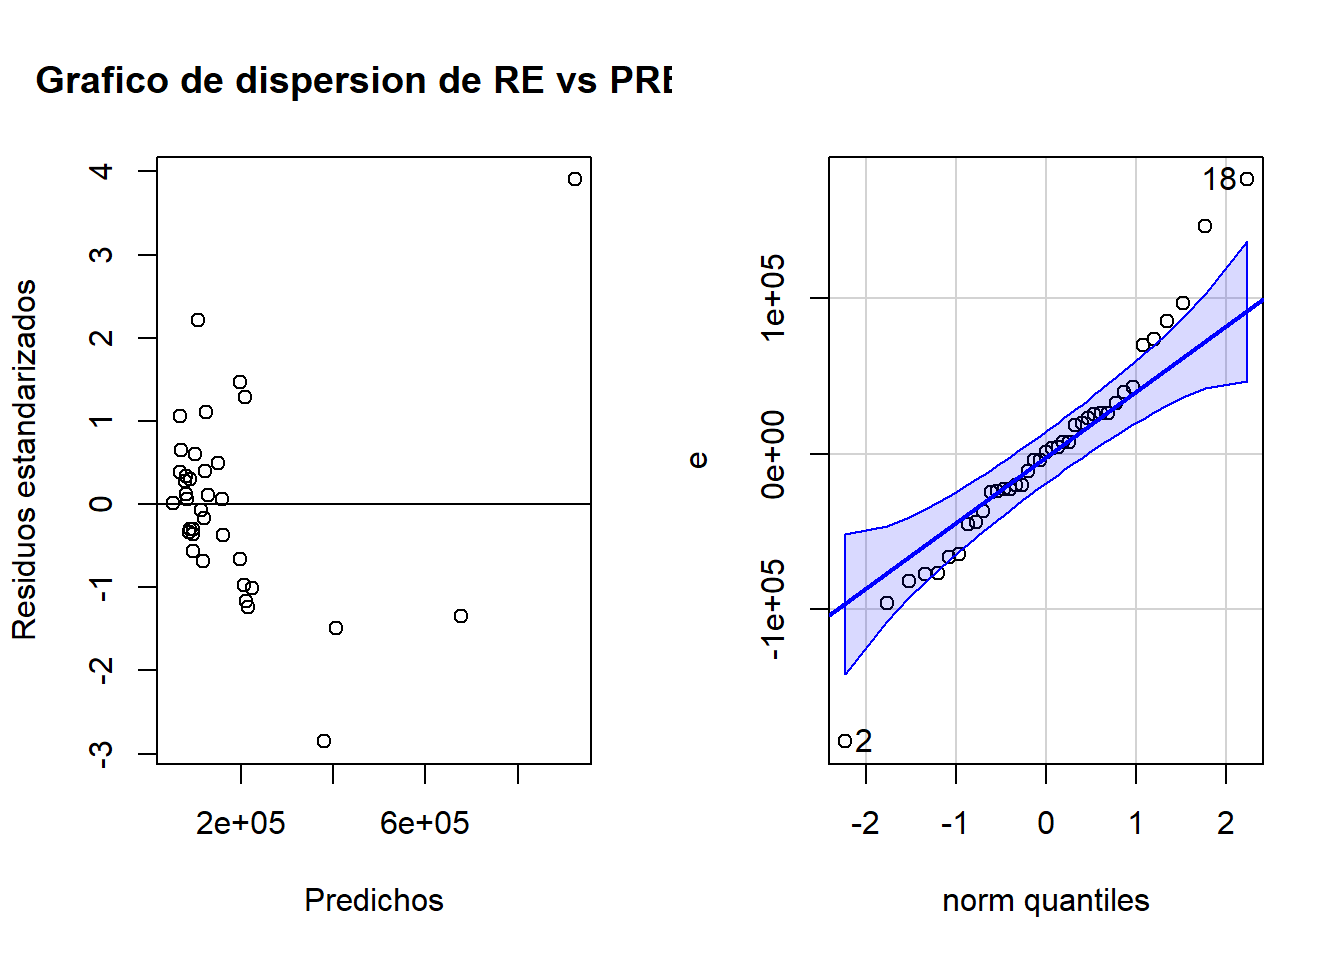 Grafico de dispersion de RE vs PRE
Residuos estandarizados
4
3
2
1
0
-1
-2
-3
2e+05 6e+05
Predichos
e
1e+05
0e+00
-1e+05
18
2
-2 -1 0 1 2
norm quantiles